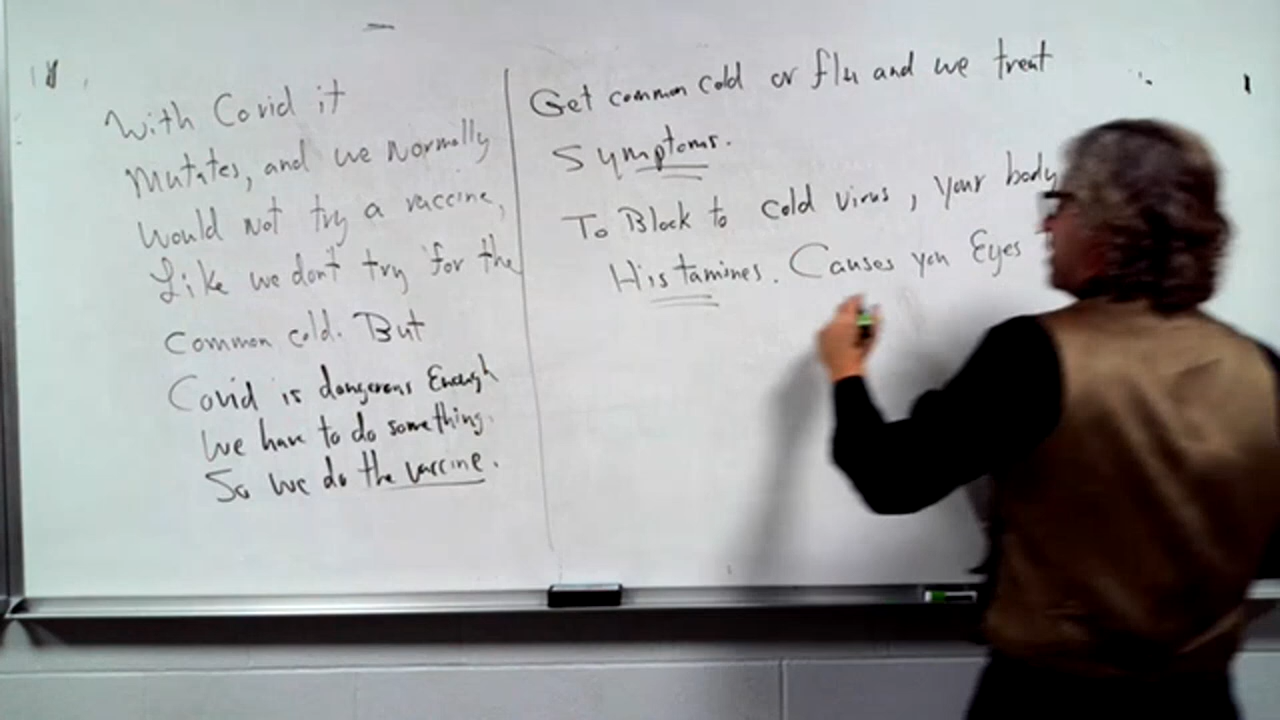 With Covid it
Mutates, and we normally
Would not try a vaccine,
Like we don't try for the
Common cold. But
Covid is dangerous Enough
We have to do something.
So we do the vaccine.
Get common cold or flu and we treat
Symptoms.
To Block to cold virus, your body
Histamines. Causes you Eyes